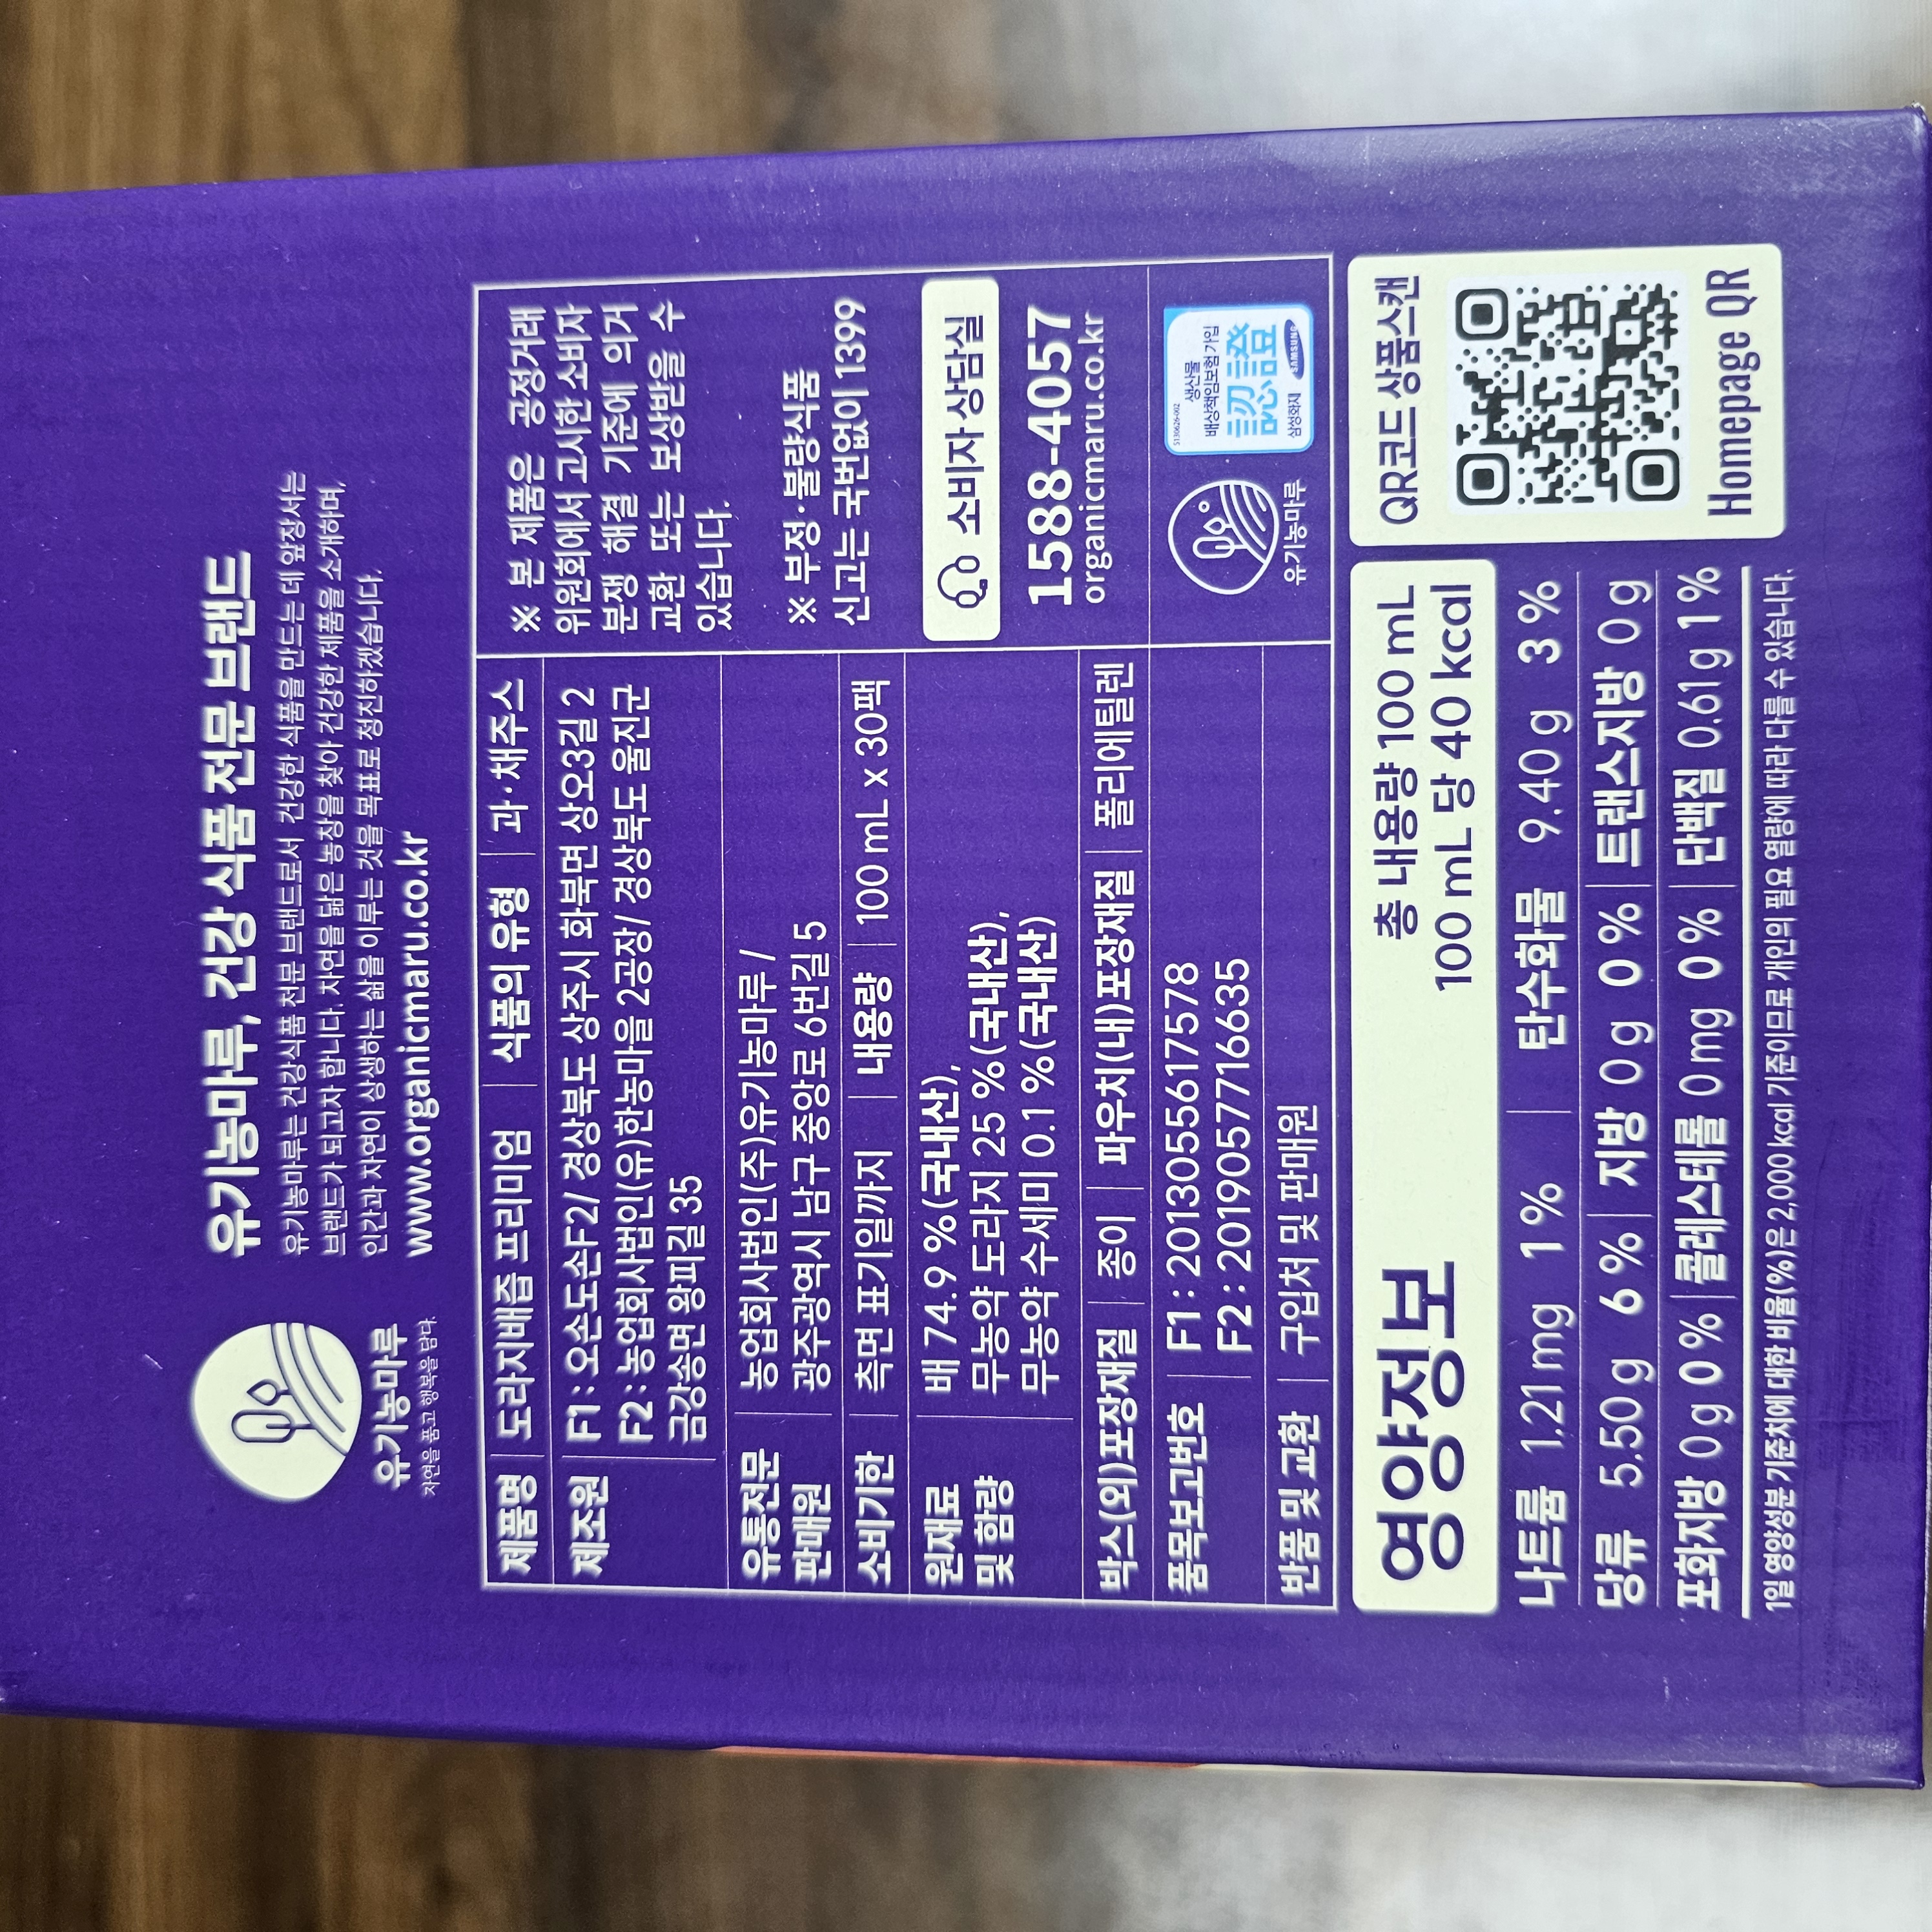 유기농마루
자연을 품고 행복을 담다.
유기농마루, 건강 식품 전문 브랜드
유기농마루는 건강식품 전문 브랜드로서 건강한 식품을 만드는 데 앞장서는
브랜드가 되고자 합니다. 자연을 닮은 농장을 찾아 건강한 제품을 소개하며,
인간과 자연이 상생하는 삶을 이루는 것을 목표로 정진하겠습니다.
www.organicmaru.co.kr
제품명 도라지배즙 프리미엄 식품의 유형 과·채주스
제조원 F1 : 오손도손F2/ 경상북도 상주시 화북면 상오3길 2
F2 : 농업회사법인(유)한농마을 2공장/ 경상북도 울진군
금강송면 왕피길 35
유통전문
판매원
농업회사법인(주)유기농마루 /
광주광역시 남구 중앙로 6번길 5
소비기한 측면 표기일까지 내용량 100 mL x 30팩
원재료
및 함량
배 74.9 %(국내산),
무농약 도라지 25 %(국내산),
무농약 수세미 0.1 %(국내산)
박스(외)포장재질 종이 파우치(내)포장재질 폴리에틸렌
품목보고번호 F1 : 2013055617578
F2 : 20190577716635
반품 및 교환 구입처 및 판매원
※ 본 제품은 공정거래
위원회에서 고시한 소비자
분쟁 해결 기준에 의거
교환 또는 보상받을 수
있습니다.
※ 부정·불량식품
신고는 국번없이 1399
소비자 상담실
1588-4057
organicmaru.co.kr
유기농마루
S130626-002
생산물
배상책임보험 가입
認證
삼성화재 SAMSUNG
영양정보
총 내용량 100 mL
100 mL 당 40 kcal
나트륨 1.21 mg 1 % 탄수화물 9.40 g 3 %
당류 5.50 g 6 % 지방 0 g 0 % 트랜스지방 0 g
포화지방 0 g 0 % 콜레스테롤 0 mg 0 % 단백질 0.61 g 1 %
1일 영양성분 기준치에 대한 비율(%)은 2,000 kcal 기준이므로 개인의 필요 열량에 따라 다를 수 있습니다.
QR코드 상품스캔
Homepage QR